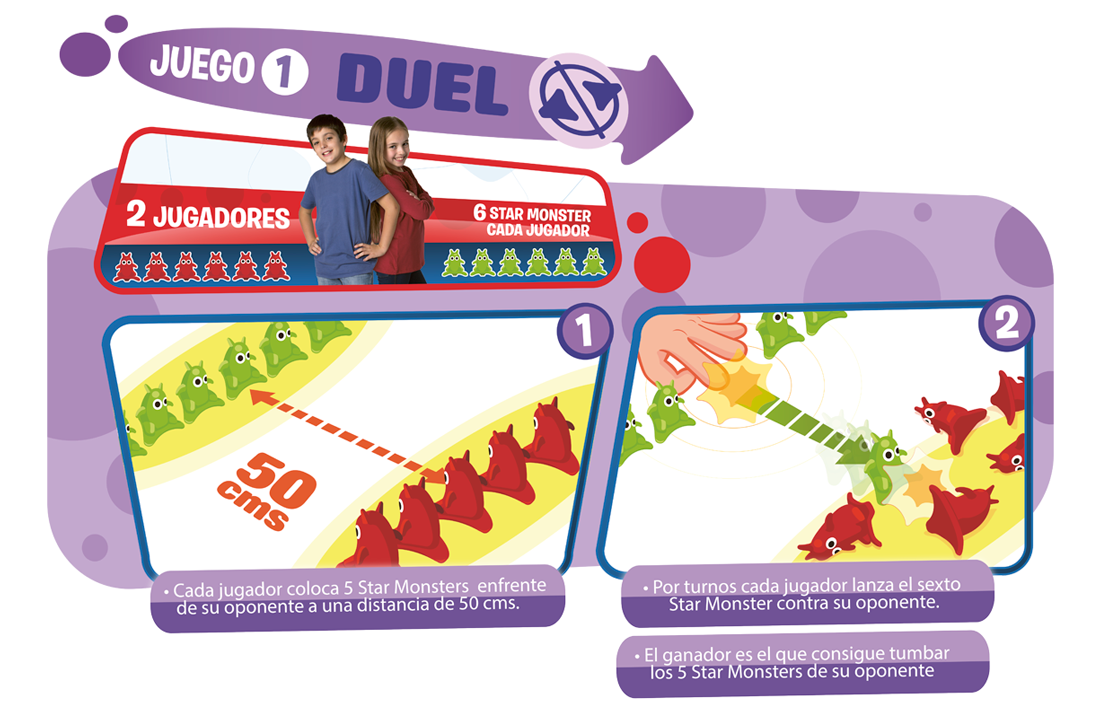 JUEGO 1 DUEL
2 JUGADORES
6 STAR MONSTER
CADA JUGADOR
1
50
cms
2
• Cada jugador coloca 5 Star Monsters enfrente
de su oponente a una distancia de 50 cms.
• Por turnos cada jugador lanza el sexto
Star Monster contra su oponente.
• El ganador es el que consigue tumbar
los 5 Star Monsters de su oponente